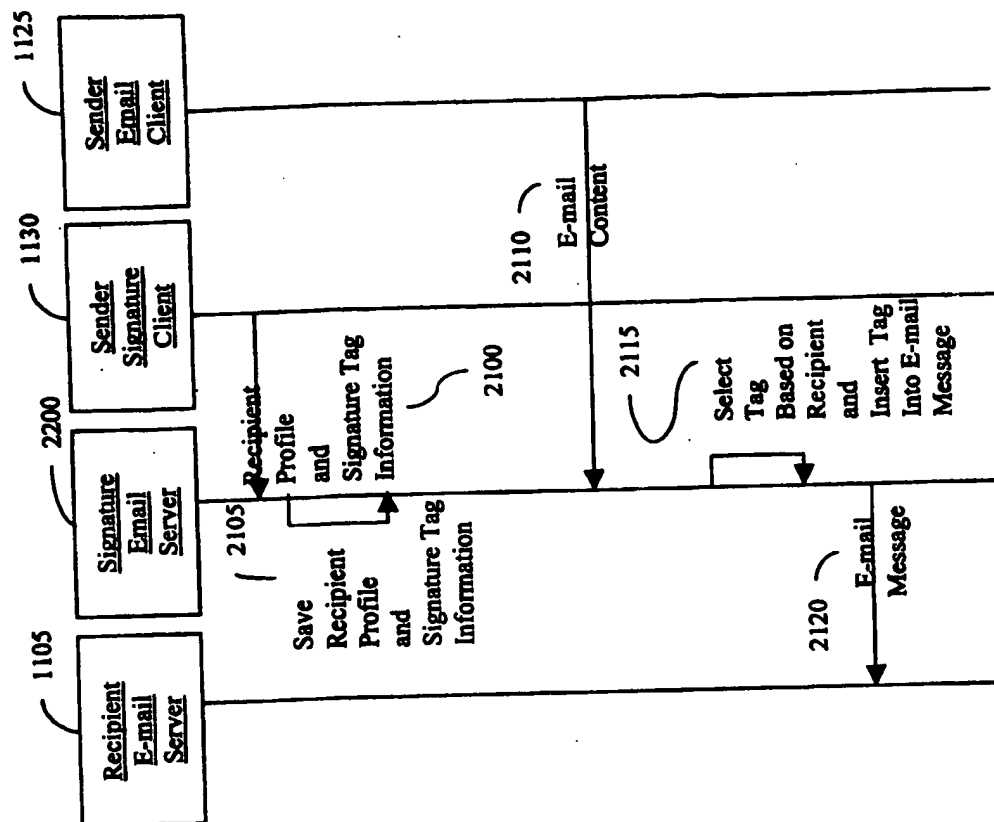 1105
Recipient
E-mail
Server
2200
Signature
Email
Server
1130
Sender
Signature
Client
1125
Sender
Email
Client
Recipient
Profile
and
Signature Tag
Information
2100
2105
Save
Recipient
Profile
and
Signature Tag
Information
2110
E-mail
Content
2115
Select
Tag
Based on
Recipient
and
Insert Tag
Into E-mail
Message
2120
E-mail
Message